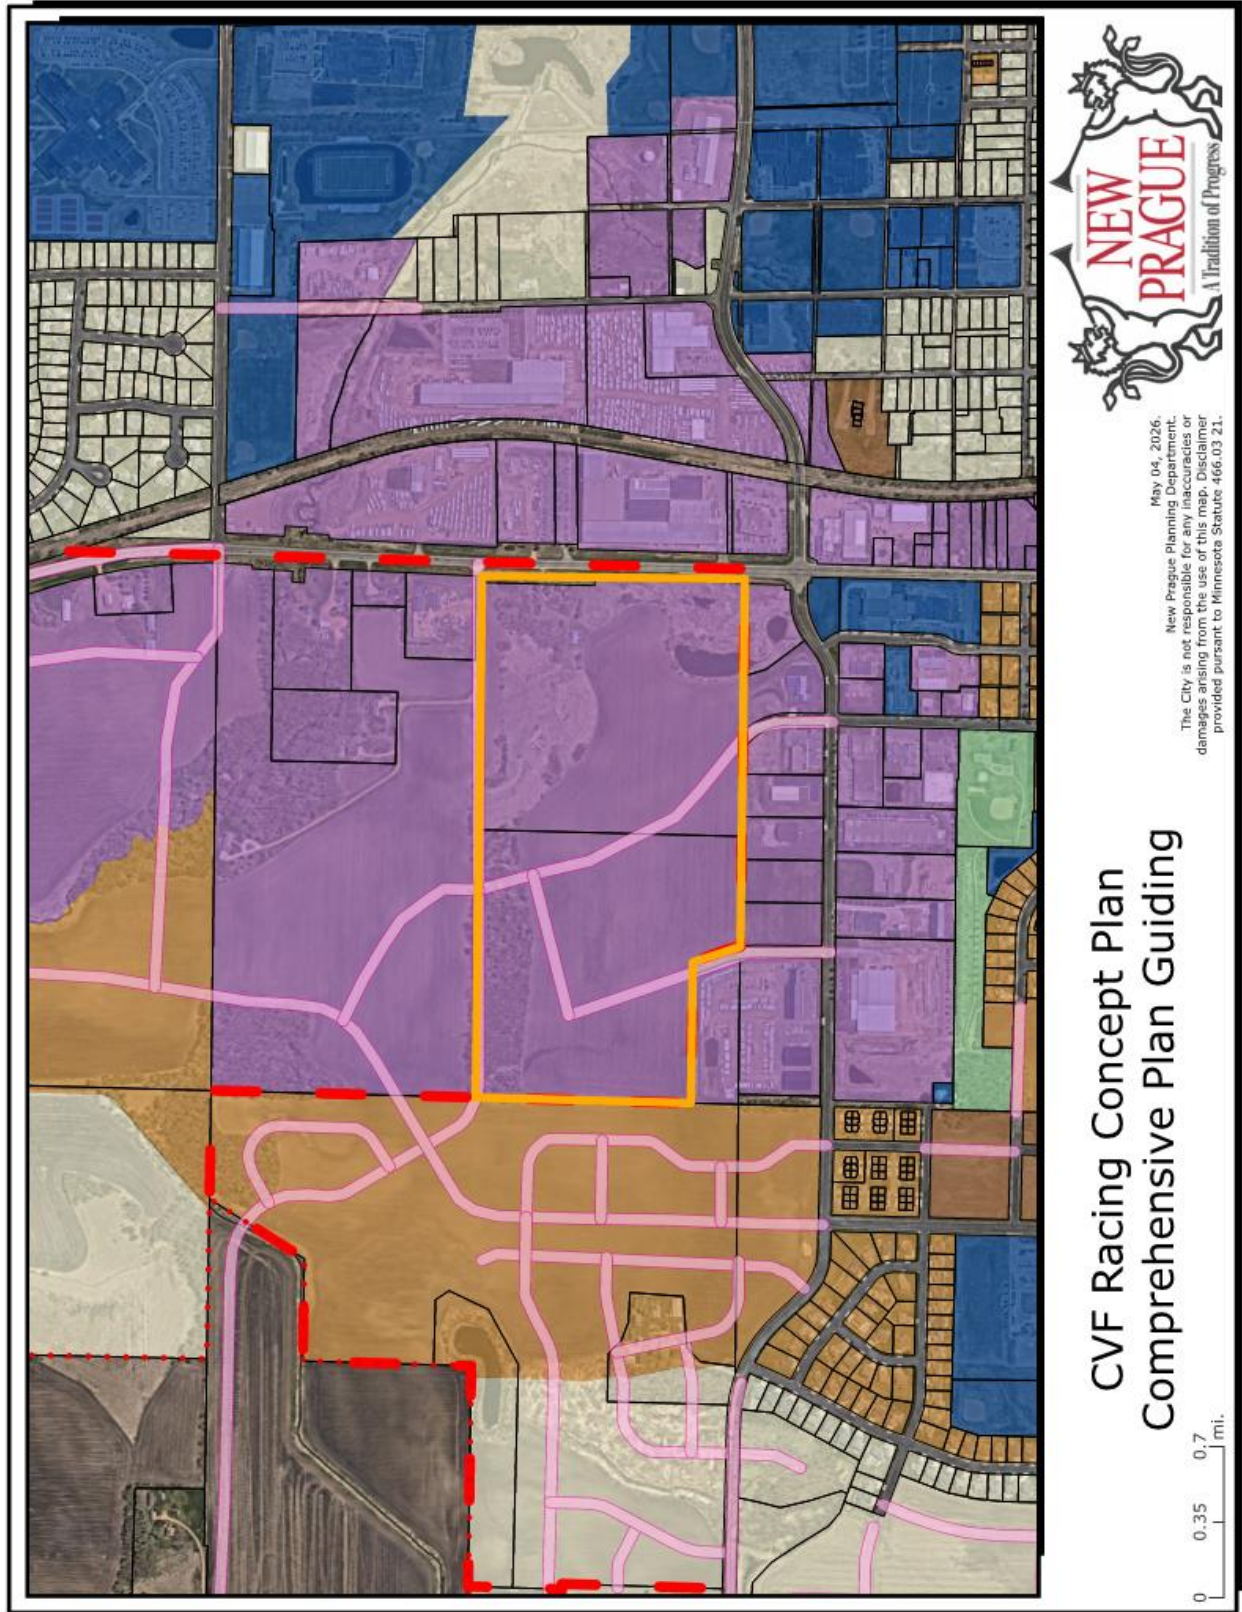 CVF Racing Concept Plan
Comprehensive Plan Guiding
0 0.35 0.7
mi.
May 04, 2026.
New Prague Planning Department.
The City is not responsible for any inaccuracies or
damages arising from the use of this map. Disclaimer
provided pursuant to Minnesota Statute 466.03 21.
NEW
PRAGUE
A Tradition of Progress